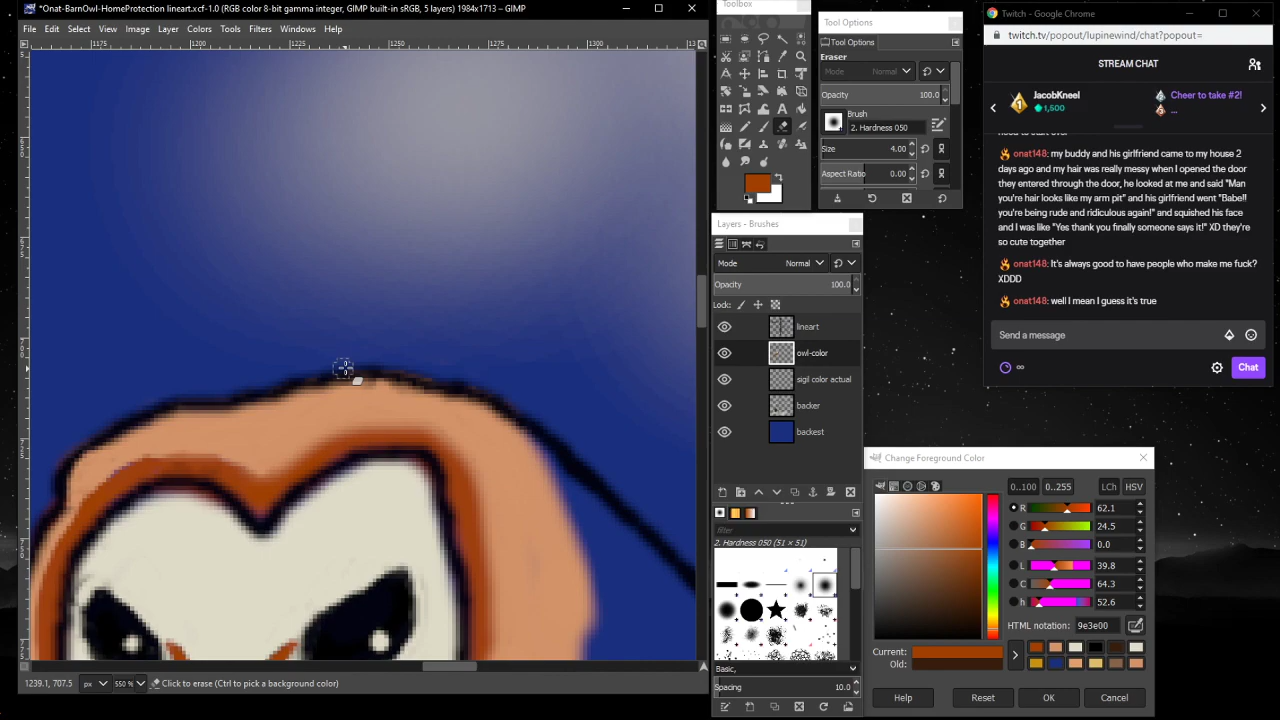 *Onat-BarnOwl-HomeProtection lineart.xcf-1.0 (RGB color 8-bit gamma integer, GIMP built-in sRGB, 5 layers) 1984x1713 – GIMP
File Edit Select View Image Layer Colors Tools Filters Windows Help
1175 1200 1225 1250 1275 1300
1239.1, 707.5 px 550 % Click to erase (Ctrl to pick a background color)
Toolbox
Tool Options
Tool Options
Eraser
Mode Normal
Opacity 100.0
Brush
2. Hardness 050
Size 4.00
Aspect Ratio 0.00
Layers - Brushes
Mode Normal
Opacity 100.0
Lock:
lineart
owl-color
sigil color actual
backer
backest
filter
2. Hardness 050 (51 × 51)
Basic,
Spacing 10.0
Twitch - Google Chrome
twitch.tv/popout/lupinewind/chat?popout=
STREAM CHAT
1 JacobKneel
1,500
Cheer to take #2!
...
onat148: my buddy and his girlfriend came to my house 2
days ago and my hair was really messy when I opened the door
they entered through the door, he looked at me and said "Man
you're hair looks like my arm pit" and his girlfriend went "Babe!!
you're being rude and ridiculous again!" and squished his face
and I was like "Yes thank you finally someone says it!" XD they're
so cute together
onat148: It's always good to have people who make me fuck?
XDDD
onat148: well I mean I guess it's true
Send a message
∞
Chat
Change Foreground Color
0..100 0..255 LCh HSV
R 62.1
G 24.5
B 0.0
L 39.8
C 64.3
h 52.6
HTML notation: 9e3e00
Current:
Old:
Help Reset OK Cancel